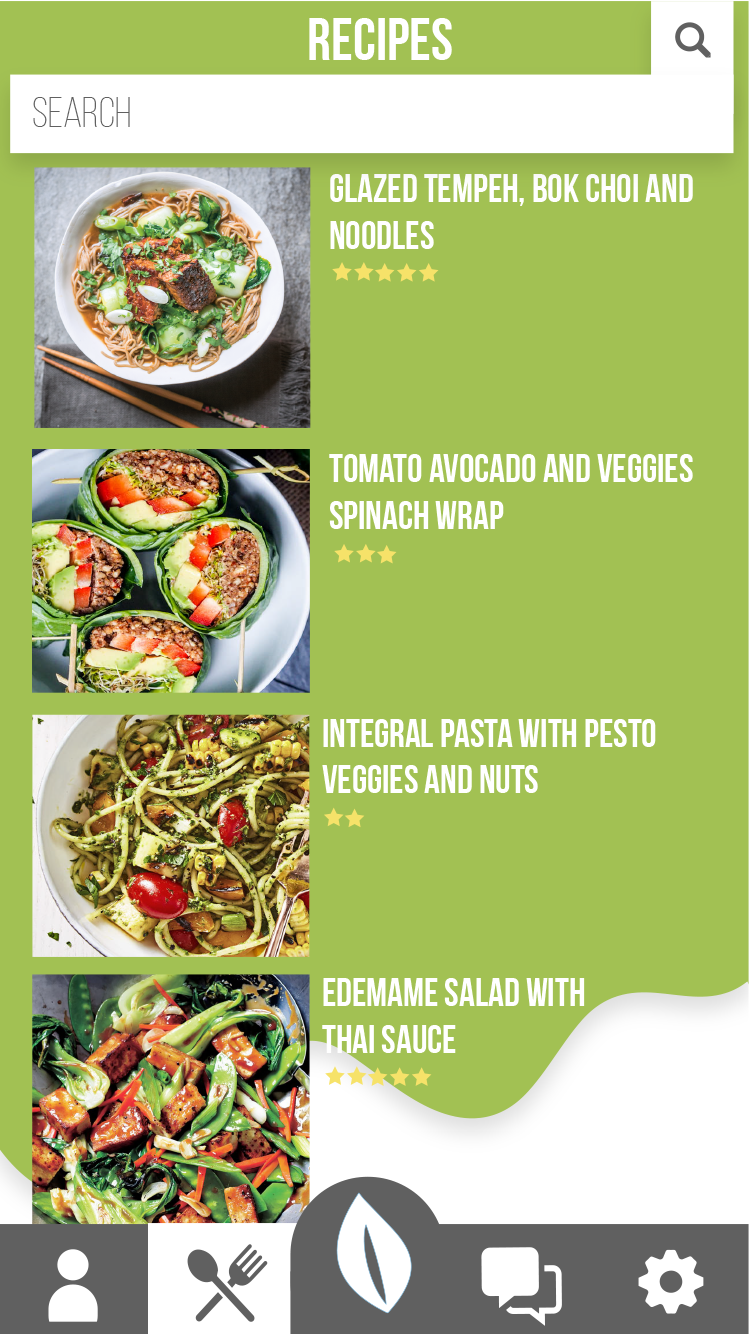 RECIPES
SEARCH
GLAZED TEMPEH, BOK CHOI AND
NOODLES
TOMATO AVOCADO AND VEGGIES
SPINACH WRAP
INTEGRAL PASTA WITH PESTO
VEGGIES AND NUTS
EDEMAME SALAD WITH
THAI SAUCE